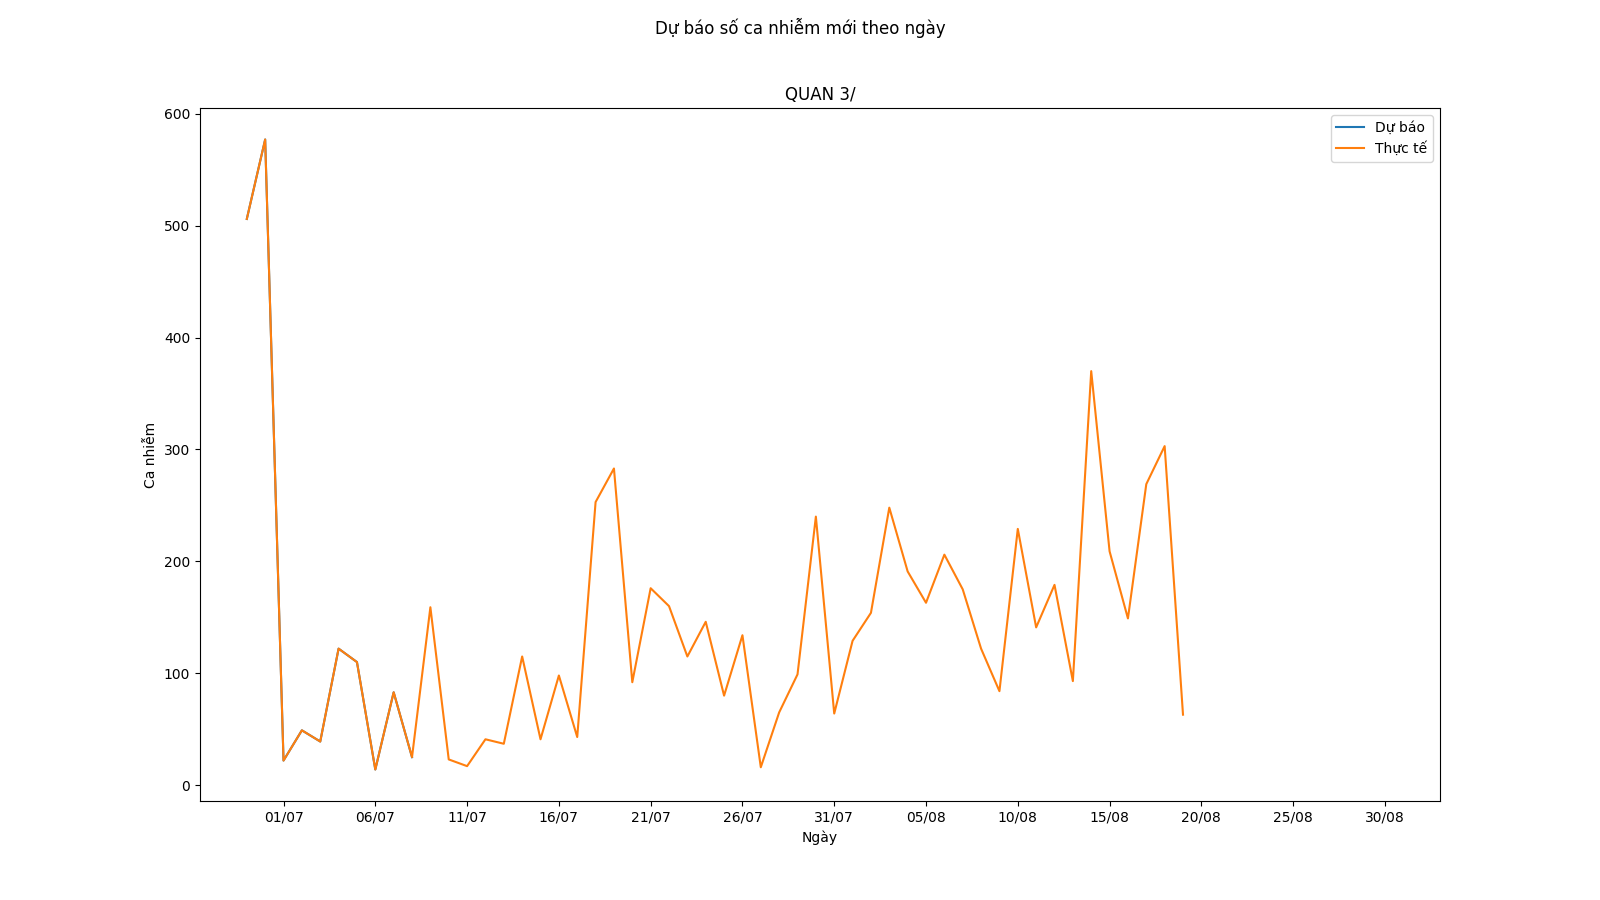 Dự báo số ca nhiễm mới theo ngày
QUAN 3/
Dự báo
Thực tế
600
500
400
300
200
100
0
Ca nhiễm
01/07 06/07 11/07 16/07 21/07 26/07 31/07 05/08 10/08 15/08 20/08 25/08 30/08
Ngày